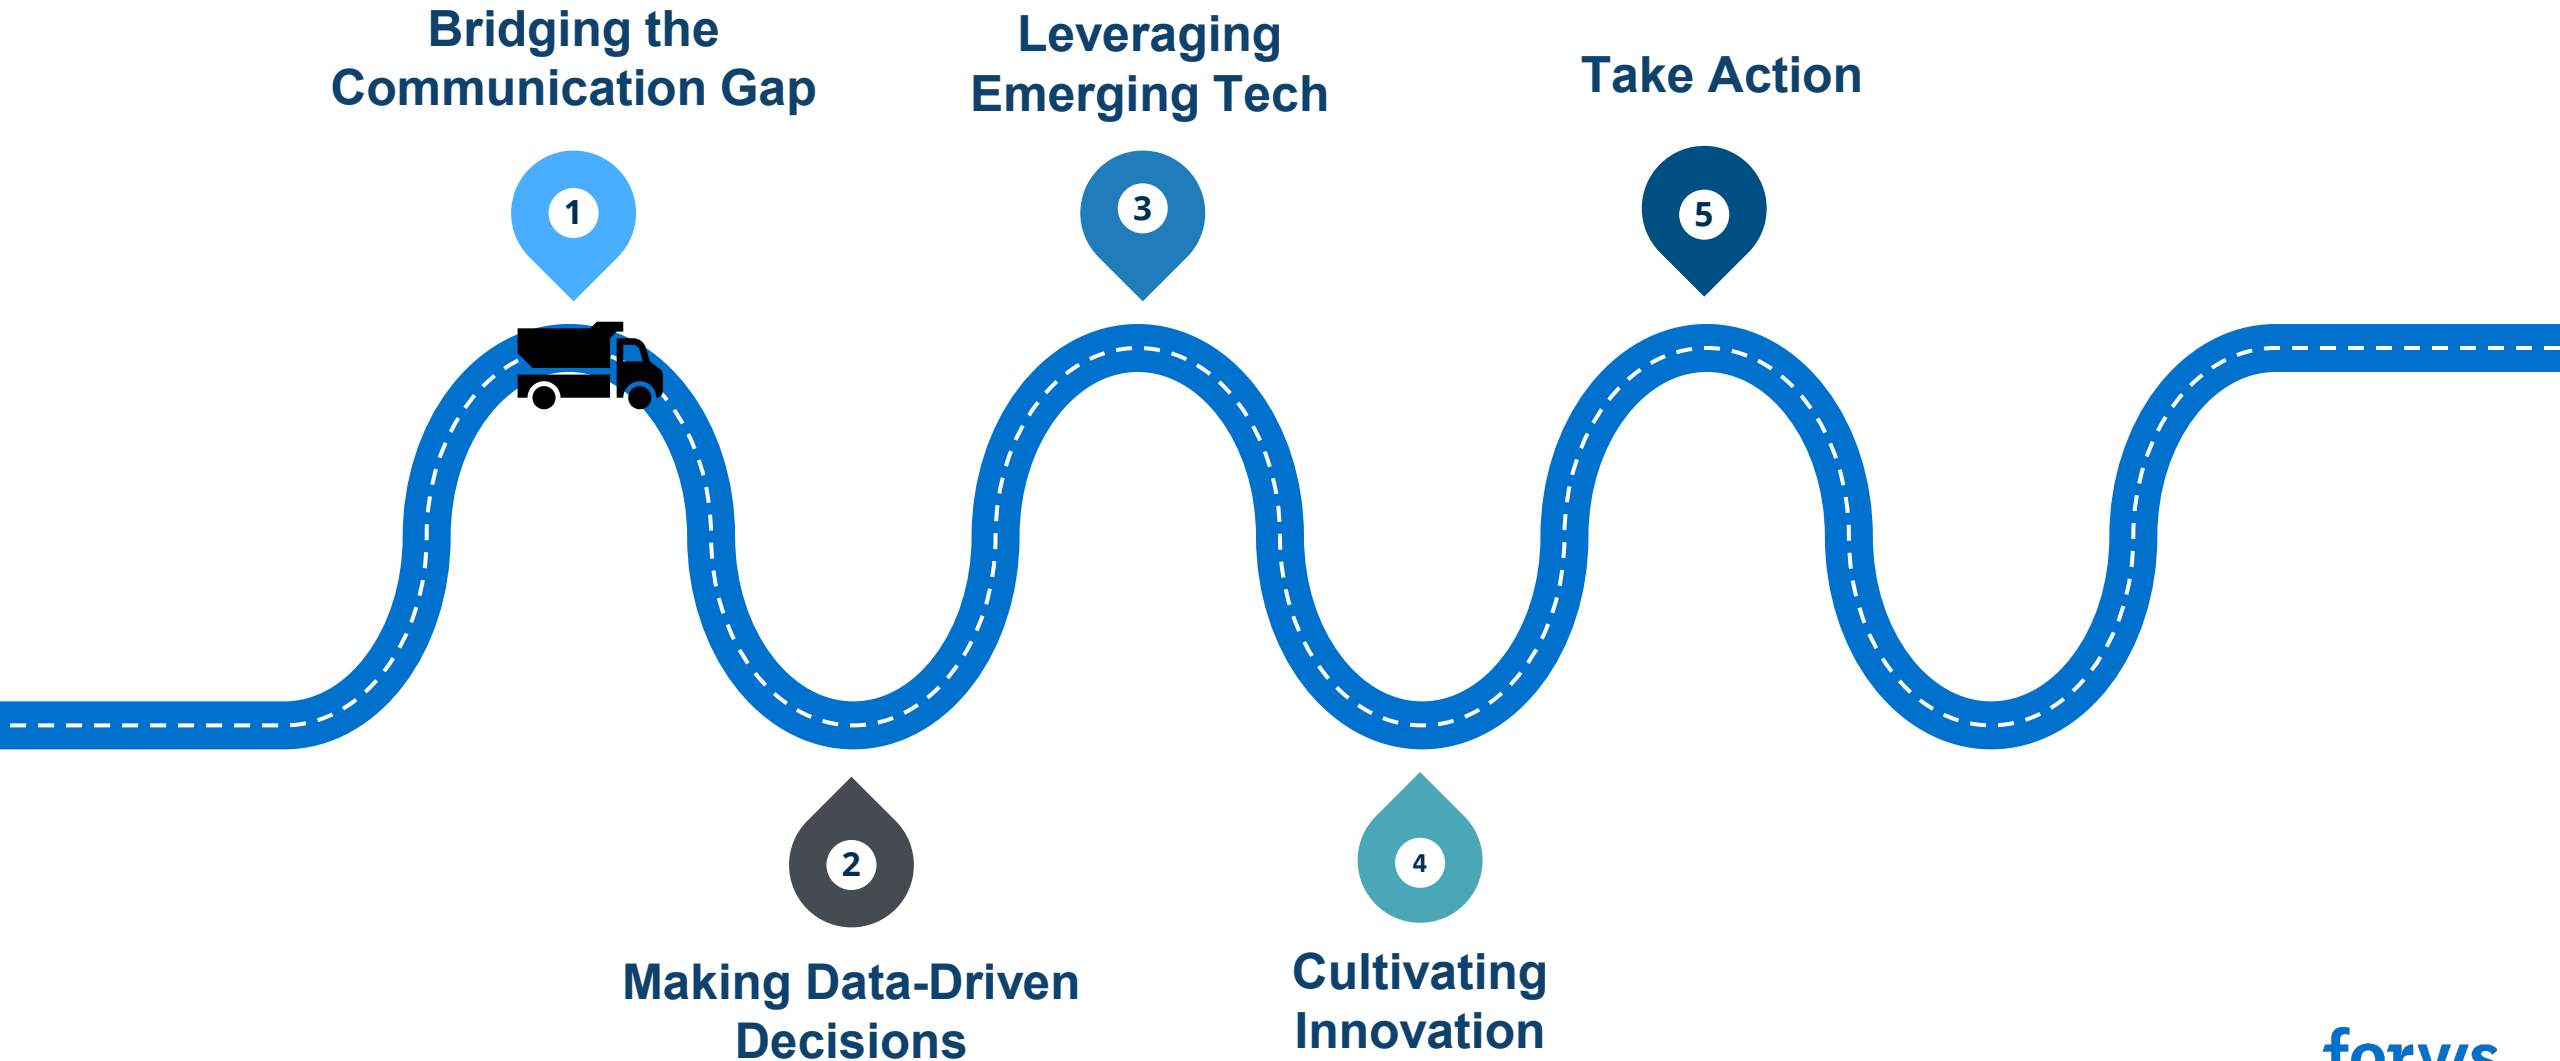 Bridging the
Communication Gap
1
Leveraging
Emerging Tech
3
Take Action
5
2
Making Data-Driven
Decisions
4
Cultivating
Innovation
forvis